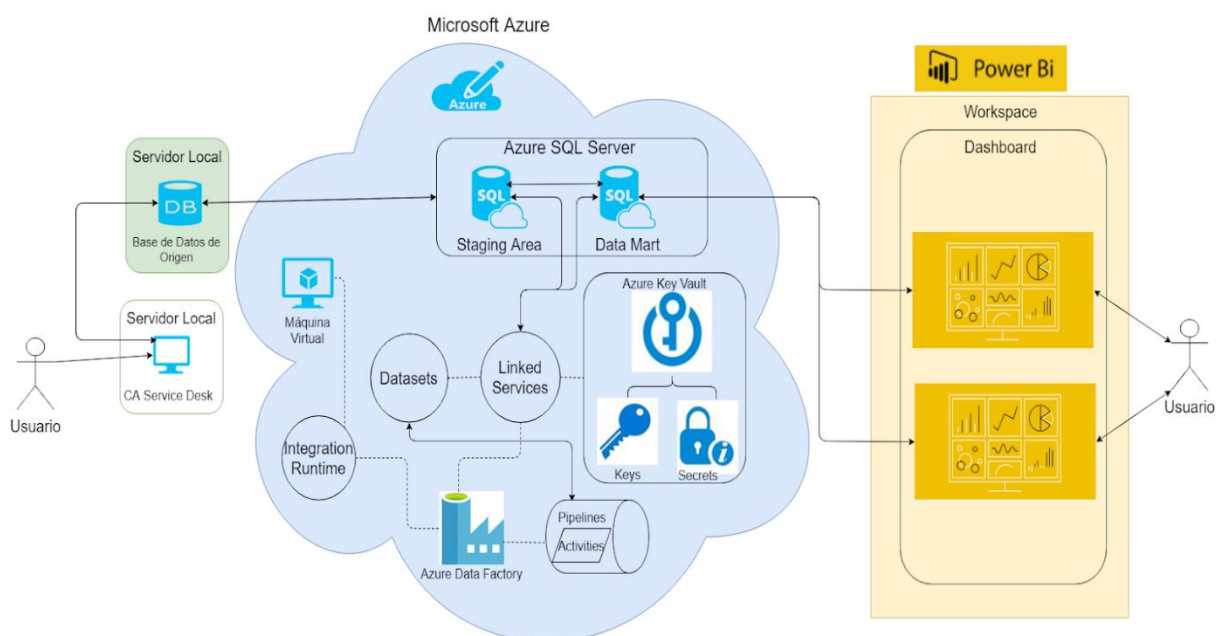 Microsoft Azure
Azure
Power Bi
Workspace
Dashboard
Servidor Local
DB
Base de Datos de
Origen
Servidor Local
CA Service Desk
Usuario
Azure SQL Server
SQL
Staging Area
SQL
Data Mart
Máquina
Virtual
Azure Key Vault
Keys
Secrets
Datasets
Linked
Services
Integration
Runtime
Azure Data Factory
Pipelines
Activities
Usuario